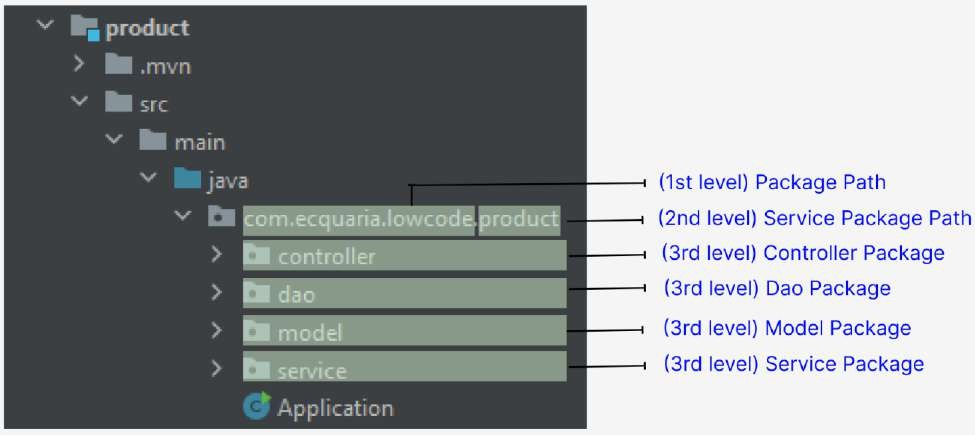 product
.mvn
src
main
java
(1st level) Package Path
com.ecquaria.lowcode.product
(2nd level) Service Package Path
controller
(3rd level) Controller Package
dao
(3rd level) Dao Package
model
(3rd level) Model Package
service
(3rd level) Service Package
Application